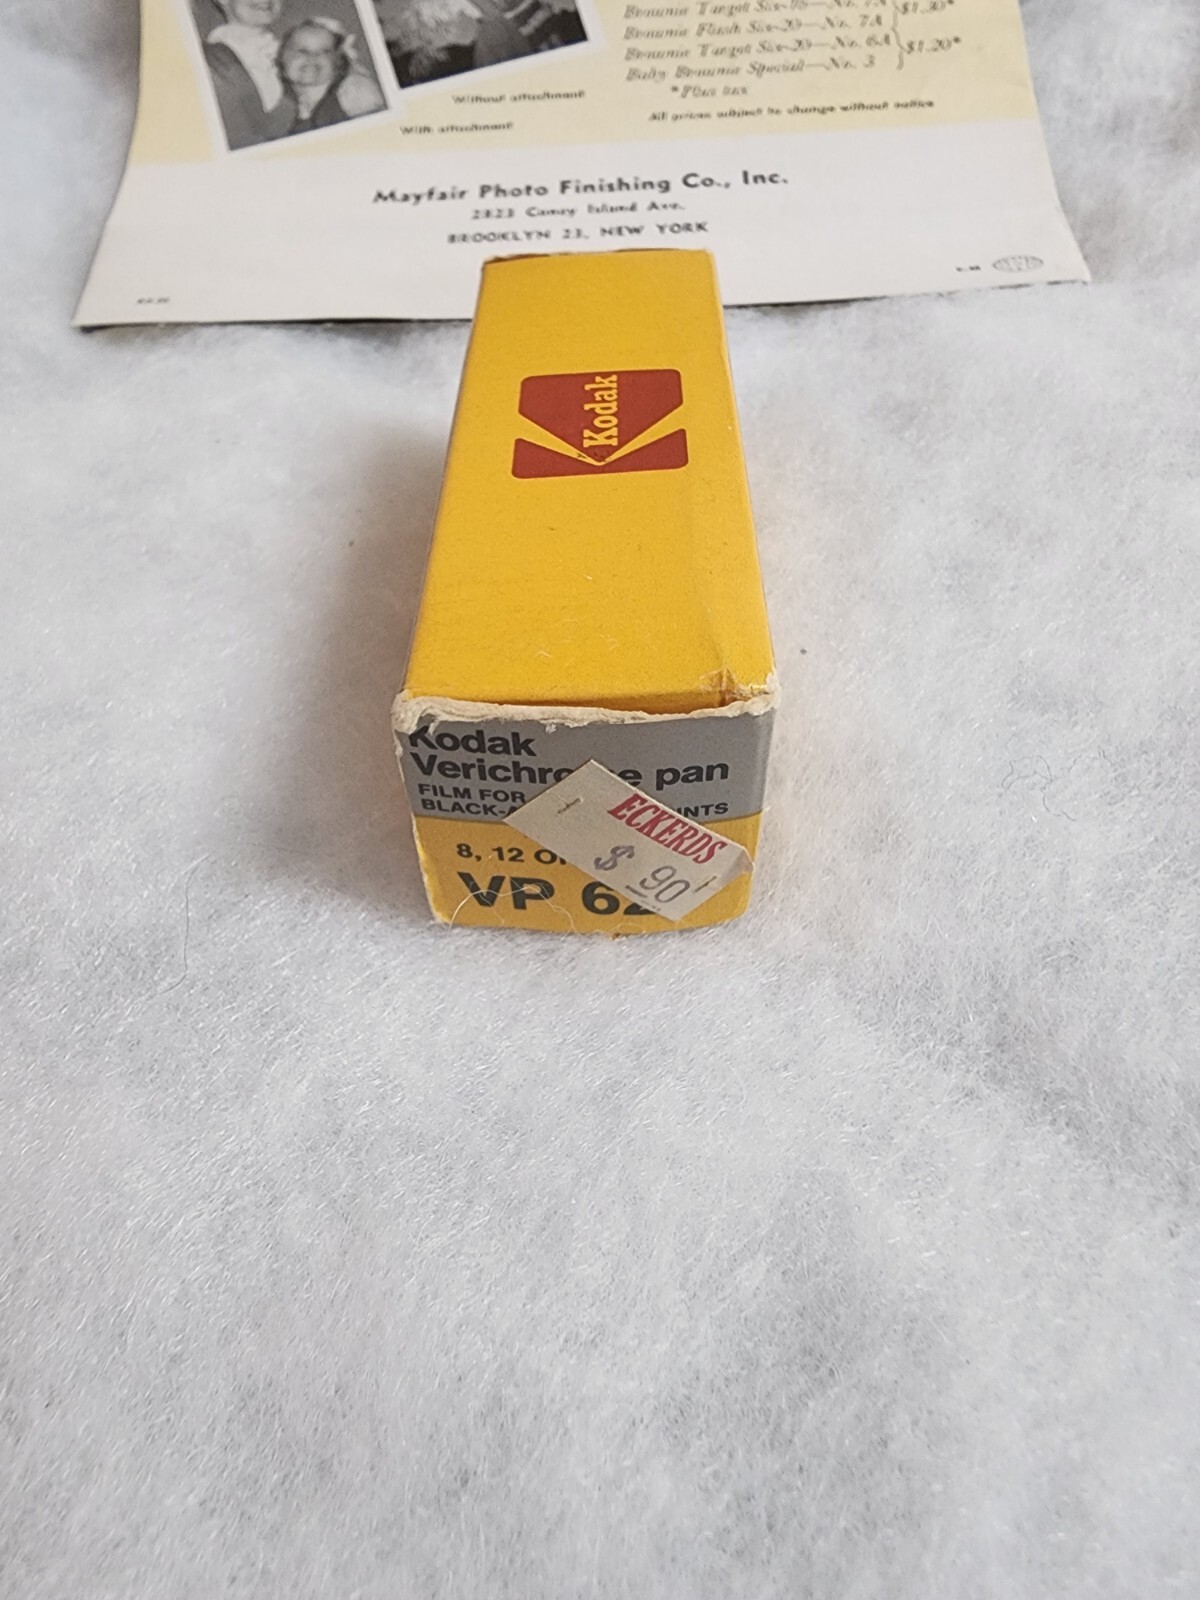 Brownie Target Six-16—No. 7A
Brownie Flash Six-20—No. 7A
$1.30*
Brownie Target Six-20—No. 6A
$1.20*
Baby Brownie Special—No. 3
*Plus tax
All prices subject to change without notice
Without attachment
With attachment
Mayfair Photo Finishing Co., Inc.
2823 Coney Island Ave.
BROOKLYN 23, NEW YORK
Kodak
Kodak
Verichro e pan
FILM FOR
BLACK-A INTS
8, 12 O
VP 62
ECKERDS
$ .90